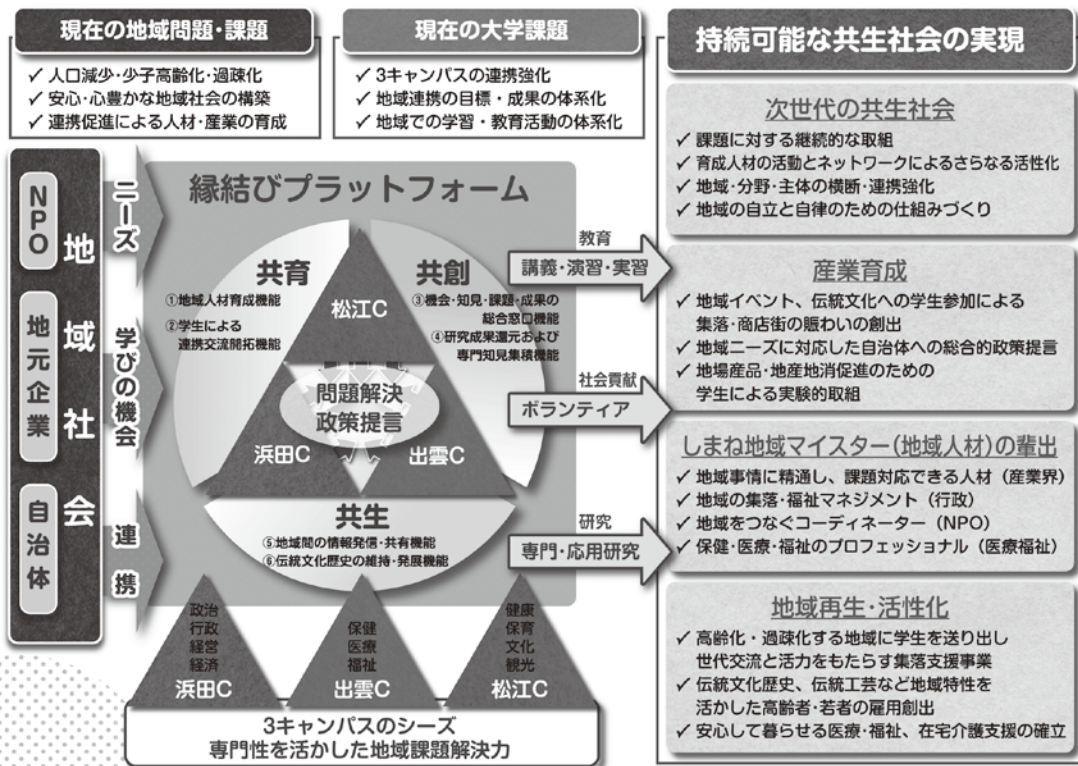 現在の地域問題・課題
✓ 人口減少・少子高齢化・過疎化
✓ 安心・心豊かな地域社会の構築
✓ 連携促進による人材・産業の育成
現在の大学課題
✓ 3キャンパスの連携強化
✓ 地域連携の目標・成果の体系化
✓ 地域での学習・教育活動の体系化
持続可能な共生社会の実現
次世代の共生社会
✓ 課題に対する継続的な取組
✓ 育成人材の活動とネットワークによるさらなる活性化
✓ 地域・分野・主体の横断・連携強化
✓ 地域の自立と自律のための仕組みづくり
産業育成
✓ 地域イベント、伝統文化への学生参加による
集落・商店街の賑わいの創出
✓ 地域ニーズに対応した自治体への総合的政策提言
✓ 地場産品・地産地消促進のための
学生による実験的取組
しまね地域マイスター(地域人材)の輩出
✓ 地域事情に精通し、課題対応できる人材(産業界)
✓ 地域の集落・福祉マネジメント(行政)
✓ 地域をつなぐコーディネーター(NPO)
✓ 保健・医療・福祉のプロフェッショナル(医療福祉)
地域再生・活性化
✓ 高齢化・過疎化する地域に学生を送り出し
世代交流と活力をもたらす集落支援事業
✓ 伝統文化歴史、伝統工芸など地域特性を
活かした高齢者・若者の雇用創出
✓ 安心して暮らせる医療・福祉、在宅介護支援の確立
地域社会
NPO
地元企業
自治体
ニーズ
学びの機会
連携
縁結びプラットフォーム
共育
①地域人材育成機能
②学生による
連携交流開拓機能
共創
③機会・知見・課題・成果の
総合窓口機能
④研究成果還元および
専門知見集積機能
松江C
問題解決
政策提言
浜田C
出雲C
共生
⑤地域間の情報発信・共有機能
⑥伝統文化歴史の維持・発展機能
教育
講義・演習・実習
社会貢献
ボランティア
研究
専門・応用研究
政治
行政
経営
経済
浜田C
保健
医療
福祉
出雲C
健康
保育
文化
観光
松江C
3キャンパスのシーズ
専門性を活かした地域課題解決力